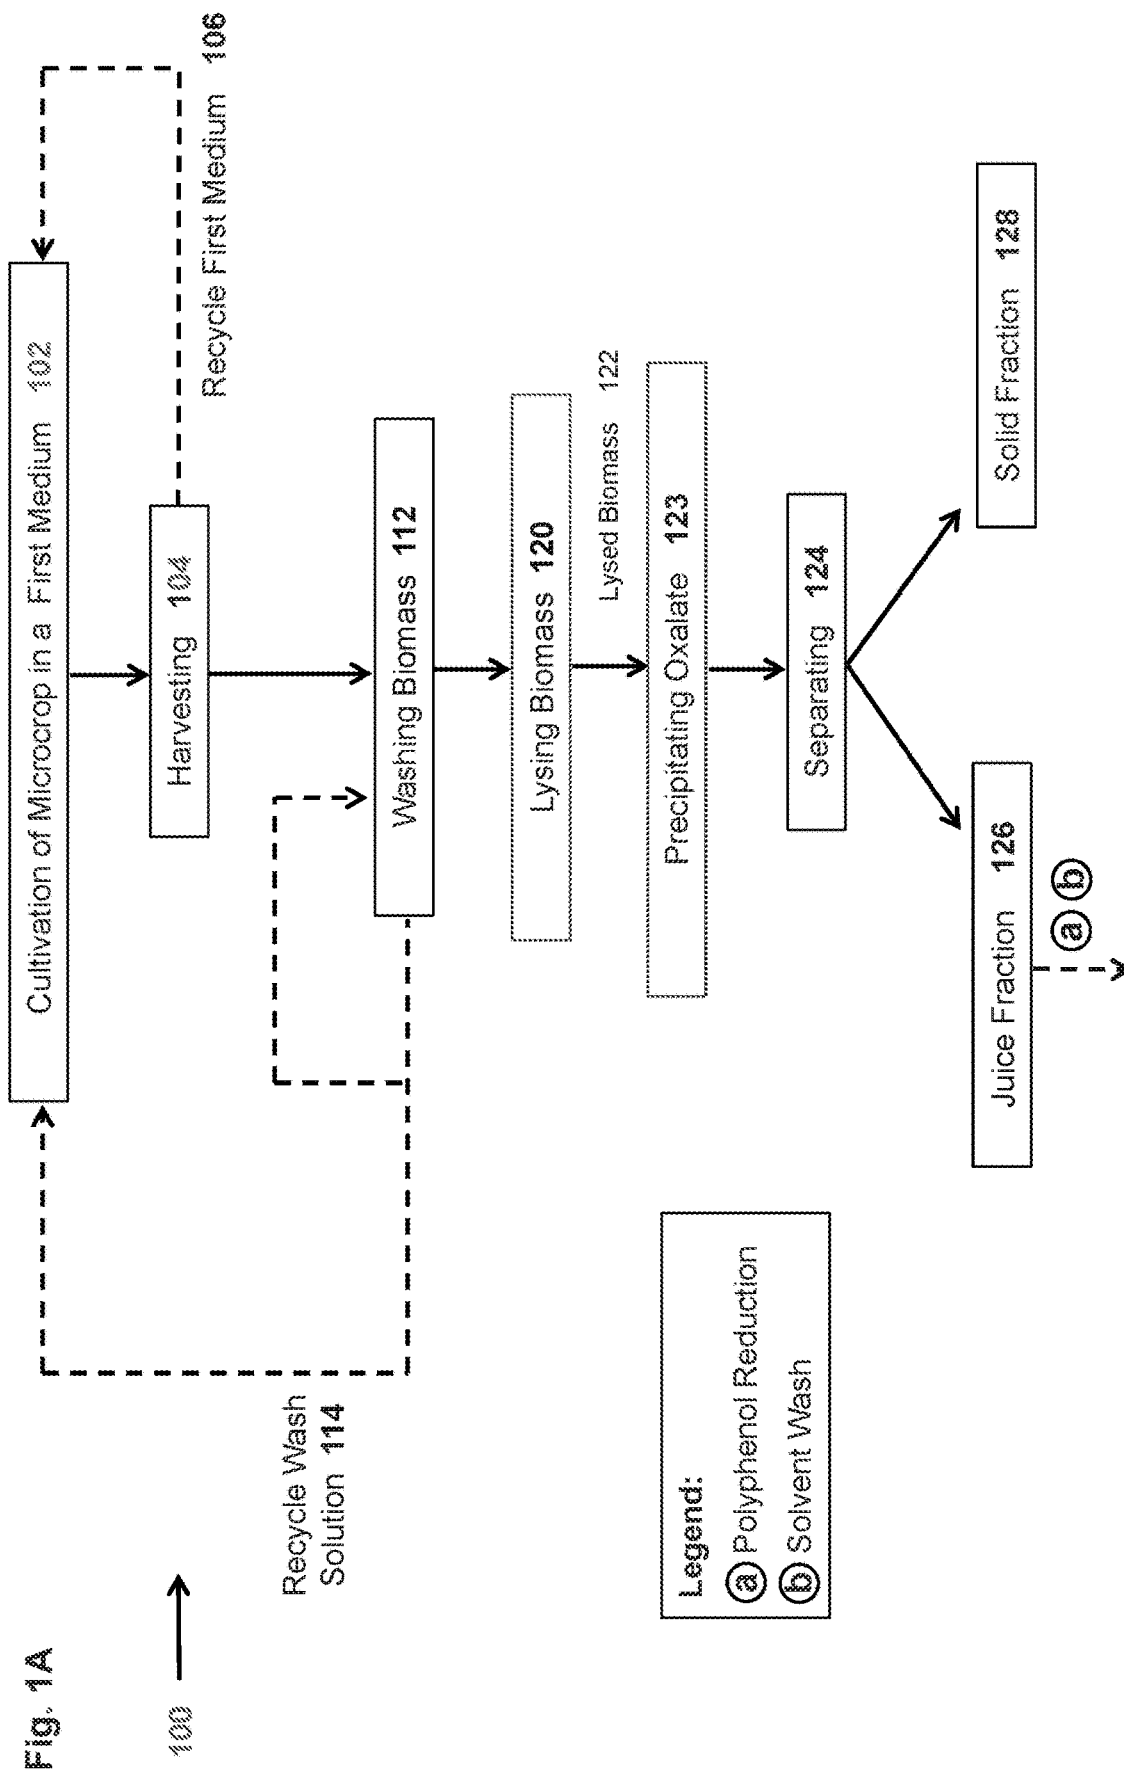 Fig. 1A
100
Cultivation of Microcrop in a First Medium 102
Harvesting 104
Recycle First Medium 106
Recycle Wash
Solution 114
Washing Biomass 112
Lysing Biomass 120
Lysed Biomass 122
Precipitating Oxalate 123
Separating 124
Juice Fraction 126
Solid Fraction 128
a b
Legend:
a Polyphenol Reduction
b Solvent Wash